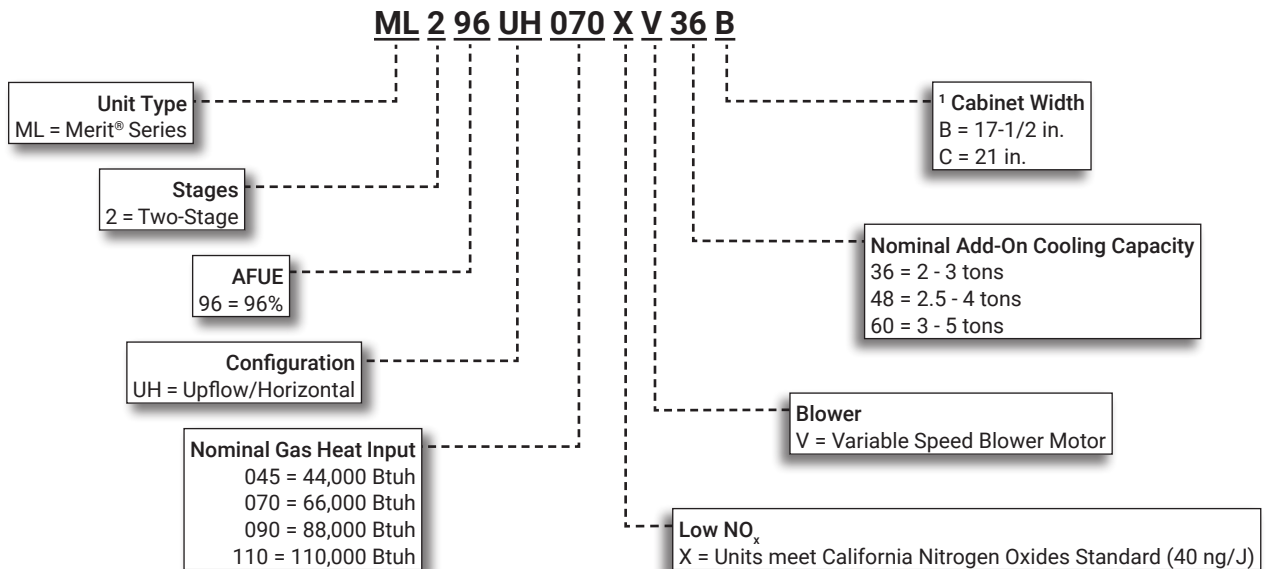 ML 2 96 UH 070 X V 36 B
Unit Type
ML = Merit® Series
Stages
2 = Two-Stage
AFUE
96 = 96%
Configuration
UH = Upflow/Horizontal
Nominal Gas Heat Input
045 = 44,000 Btuh
070 = 66,000 Btuh
090 = 88,000 Btuh
110 = 110,000 Btuh
¹ Cabinet Width
B = 17-1/2 in.
C = 21 in.
Nominal Add-On Cooling Capacity
36 = 2 - 3 tons
48 = 2.5 - 4 tons
60 = 3 - 5 tons
Blower
V = Variable Speed Blower Motor
Low NOₓ
X = Units meet California Nitrogen Oxides Standard (40 ng/J)